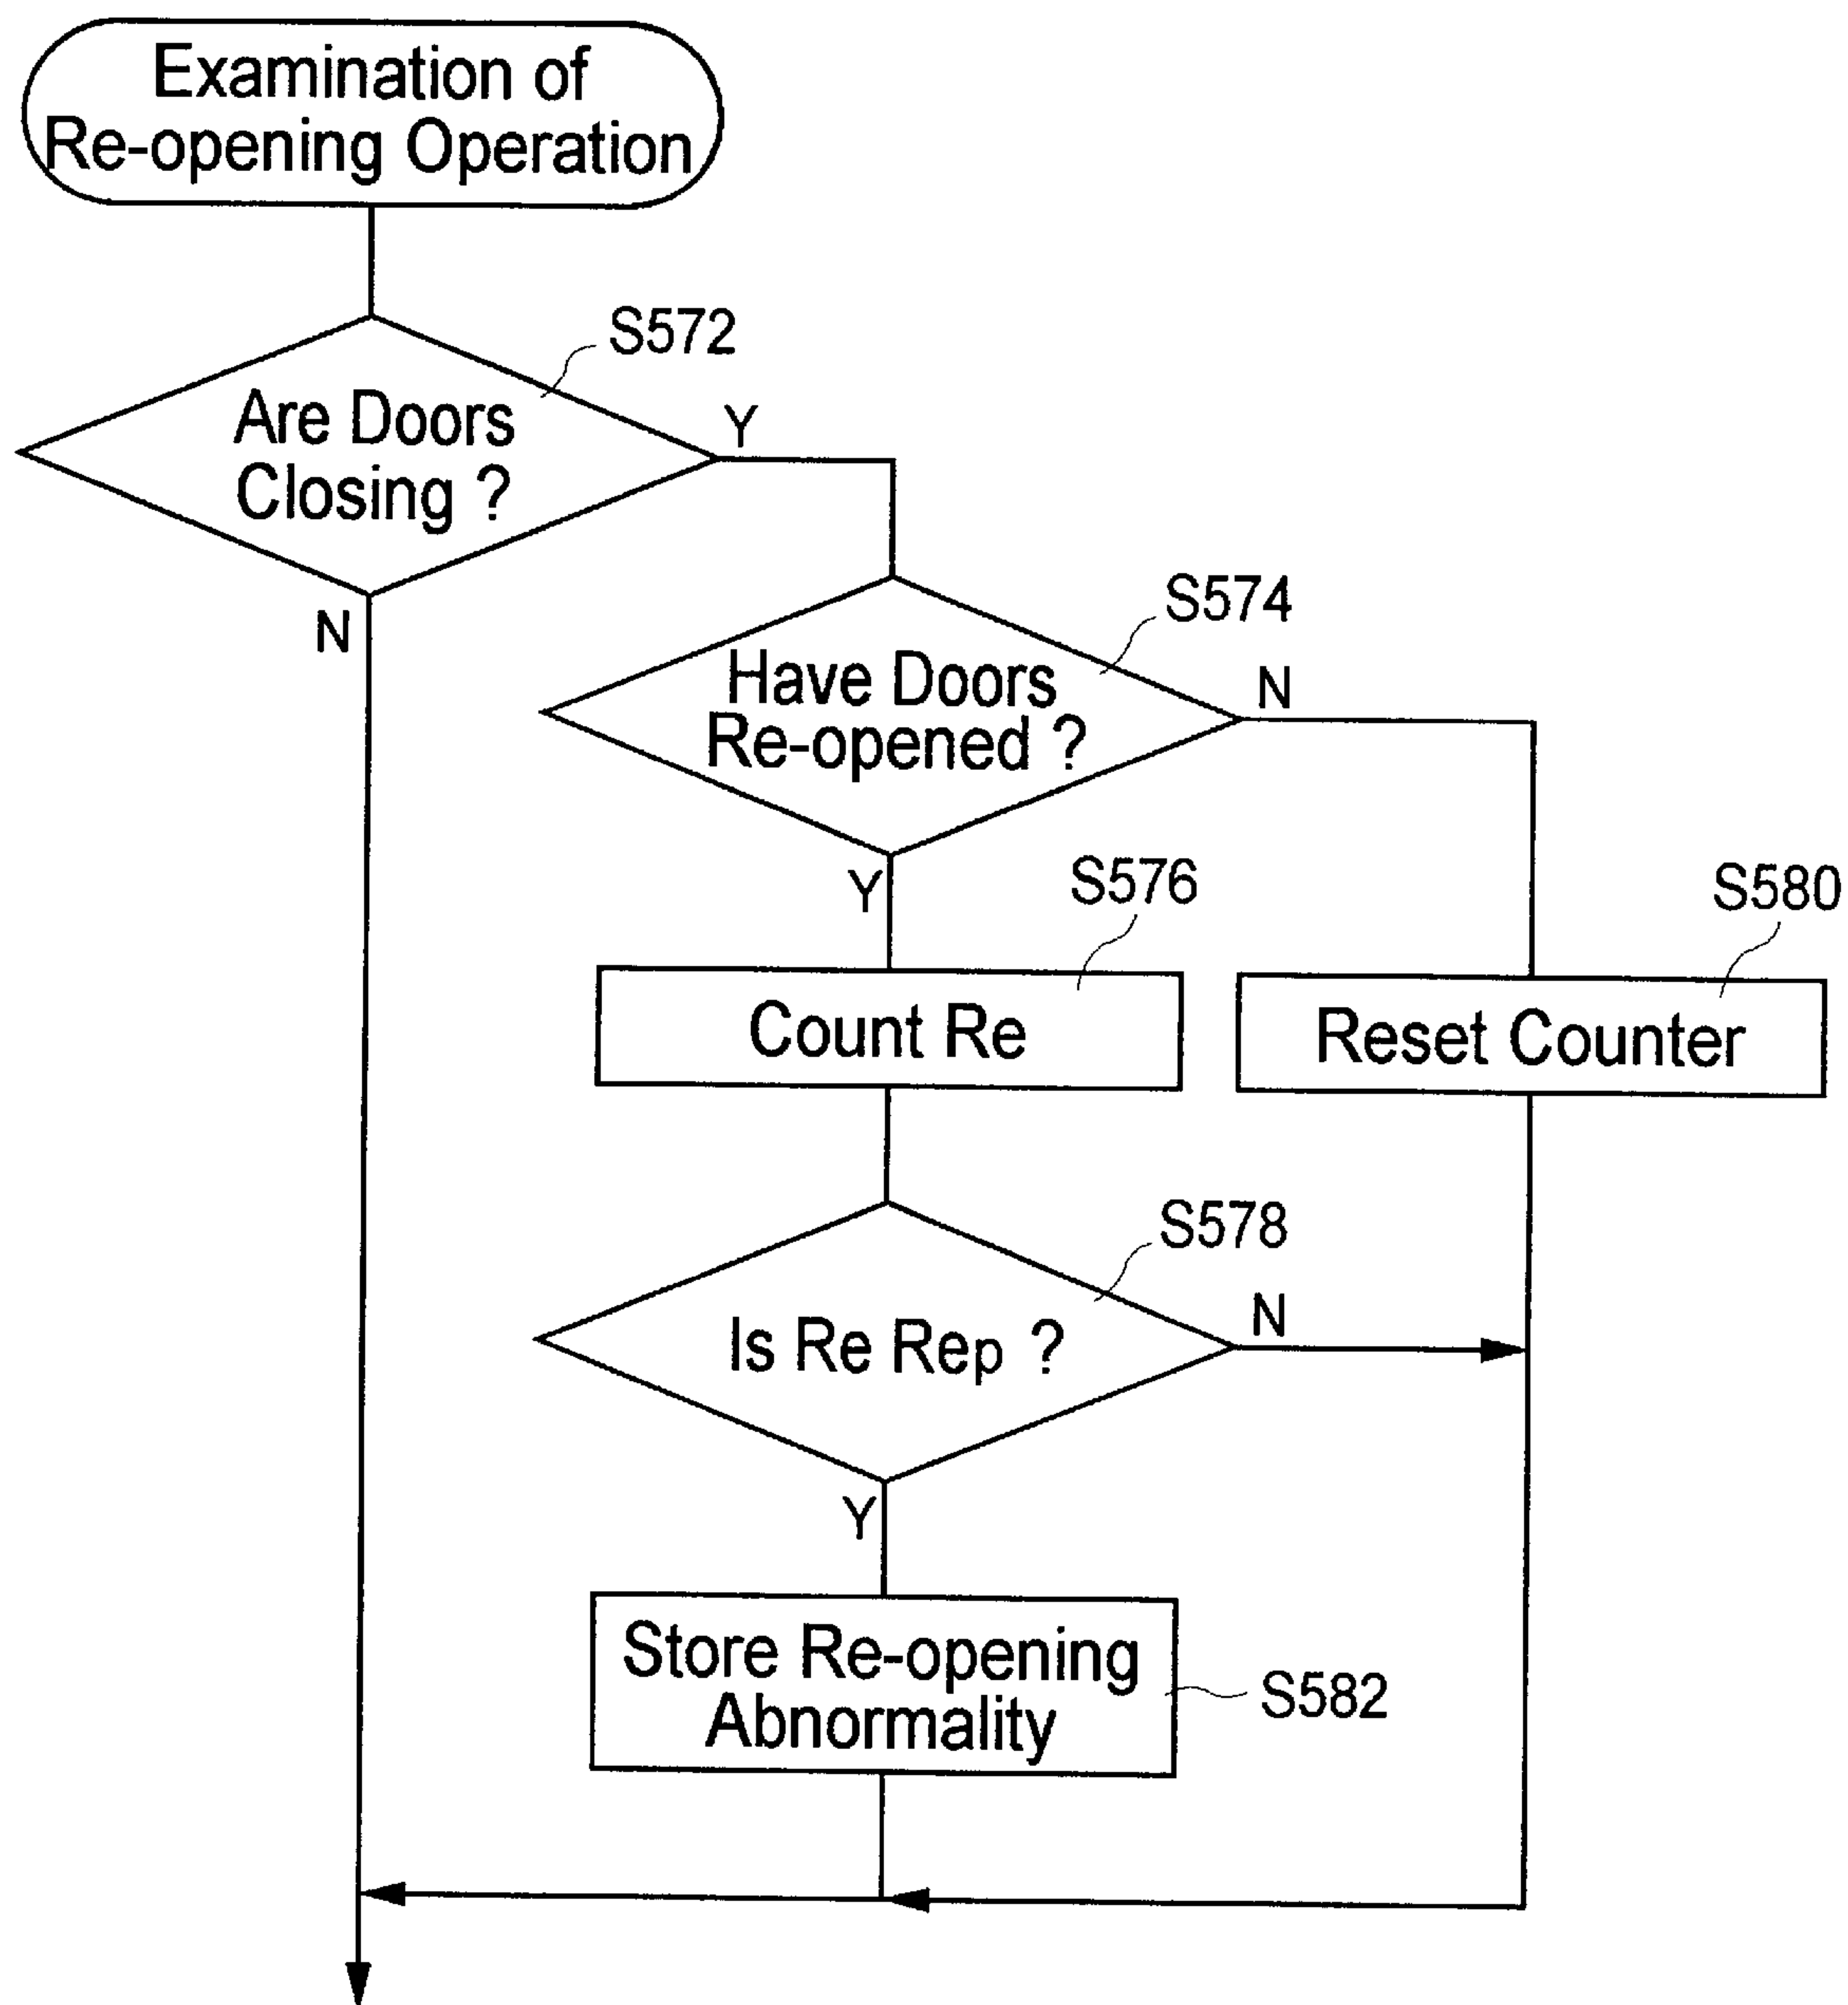 Examination of
Re-opening Operation
S572
Are Doors
Closing ?
Y
N
S574
Have Doors
Re-opened ?
N
Y
S576
Count Re
S580
Reset Counter
S578
Is Re Rep ?
N
Y
Store Re-opening
Abnormality
S582